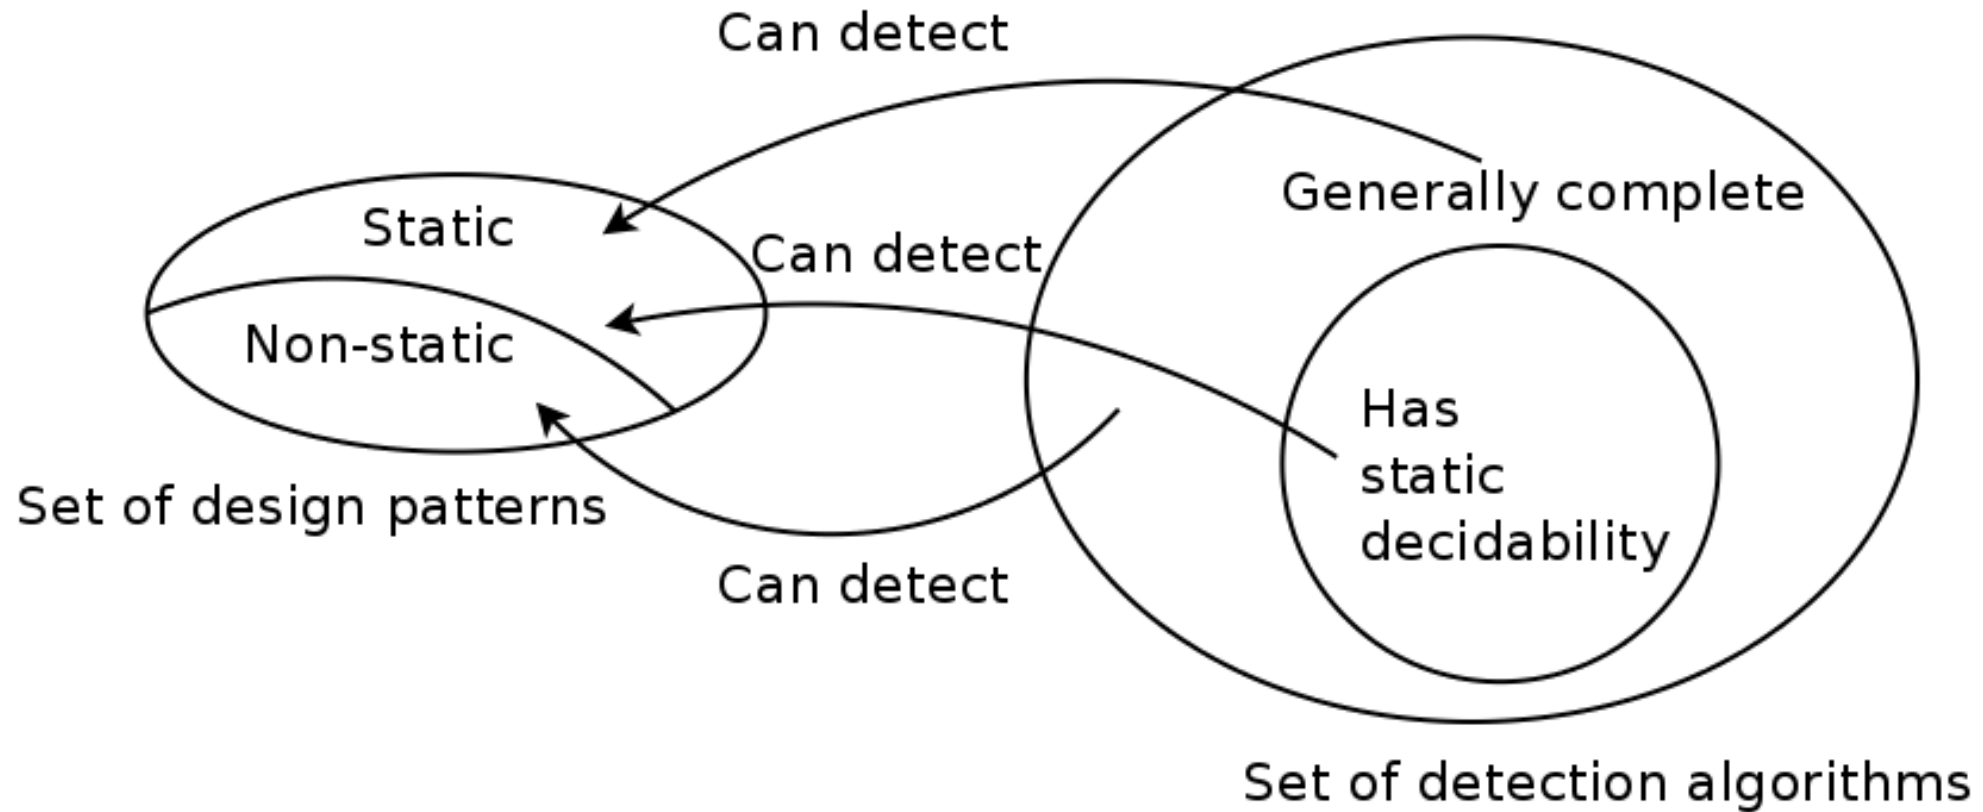 Can detect
Generally complete
Static
Can detect
Non-static
Has
static
decidability
Set of design patterns
Can detect
Set of detection algorithms